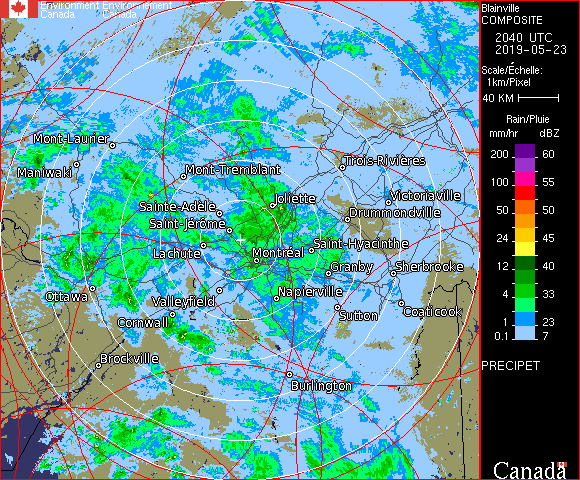 Environment Environnement
Canada Canada
Blainville
COMPOSITE
2040 UTC
2019-05-23
Scale/Échelle:
1km/Pixel
40 KM
Rain/Pluie
mm/hr dBZ
200 60
100 55
50 50
24 45
12 40
4 33
1 23
0.1 7
PRECIPET
Mont-Laurier
Maniwaki
Mont-Tremblant
Trois-Rivières
Sainte-Adèle
Joliette
Victoriaville
Drummondville
Saint-Jérôme
Saint-Hyacinthe
Lachute
Montréal
Granby
Sherbrooke
Ottawa
Valleyfield
Napierville
Coaticook
Cornwall
Sutton
Brockville
Burlington
Canada